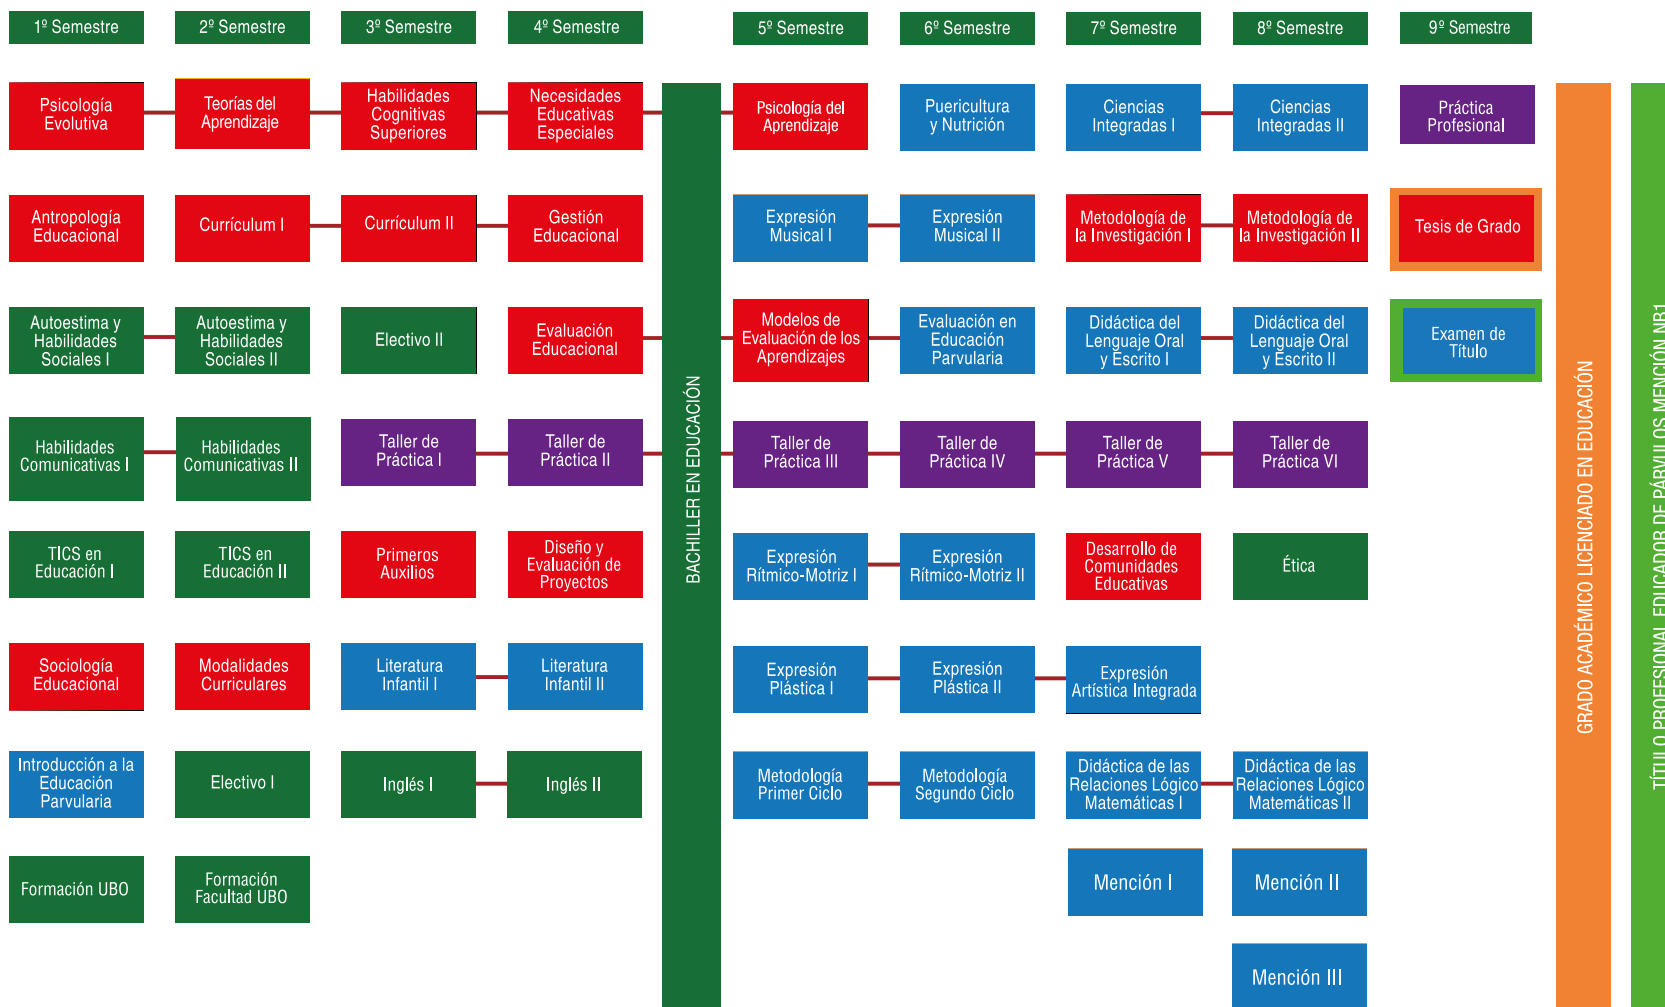 1º Semestre
2º Semestre
3º Semestre
4º Semestre
5º Semestre
6º Semestre
7º Semestre
8º Semestre
9º Semestre
Psicología
Evolutiva
Teorías del
Aprendizaje
Habilidades
Cognitivas
Superiores
Necesidades
Educativas
Especiales
Psicología del
Aprendizaje
Puericultura
y Nutrición
Ciencias
Integradas I
Ciencias
Integradas II
Práctica
Profesional
Antropología
Educacional
Currículum I
Currículum II
Gestión
Educacional
Expresión
Musical I
Expresión
Musical II
Metodología de
la Investigación I
Metodología de
la Investigación II
Tesis de Grado
Autoestima y
Habilidades
Sociales I
Autoestima y
Habilidades
Sociales II
Electivo II
Evaluación
Educacional
Modelos de
Evaluación de los
Aprendizajes
Evaluación en
Educación
Parvularia
Didáctica del
Lenguaje Oral
y Escrito I
Didáctica del
Lenguaje Oral
y Escrito II
Examen de
Título
Habilidades
Comunicativas I
Habilidades
Comunicativas II
Taller de
Práctica I
Taller de
Práctica II
Taller de
Práctica III
Taller de
Práctica IV
Taller de
Práctica V
Taller de
Práctica VI
TICS en
Educación I
TICS en
Educación II
Primeros
Auxilios
Diseño y
Evaluación de
Proyectos
Expresión
Rítmico-Motriz I
Expresión
Rítmico-Motriz II
Desarrollo de
Comunidades
Educativas
Ética
Sociología
Educacional
Modalidades
Curriculares
Literatura
Infantil I
Literatura
Infantil II
Expresión
Plástica I
Expresión
Plástica II
Expresión
Artística Integrada
Introducción a la
Educación
Parvularia
Electivo I
Inglés I
Inglés II
Metodología
Primer Ciclo
Metodología
Segundo Ciclo
Didáctica de las
Relaciones Lógico
Matemáticas I
Didáctica de las
Relaciones Lógico
Matemáticas II
Formación UBO
Formación
Facultad UBO
Mención I
Mención II
Mención III
BACHILLER EN EDUCACIÓN
GRADO ACADÉMICO LICENCIADO EN EDUCACIÓN
TÍTULO PROFESIONAL EDUCADOR DE PÁRVULOS MENCIÓN NB1